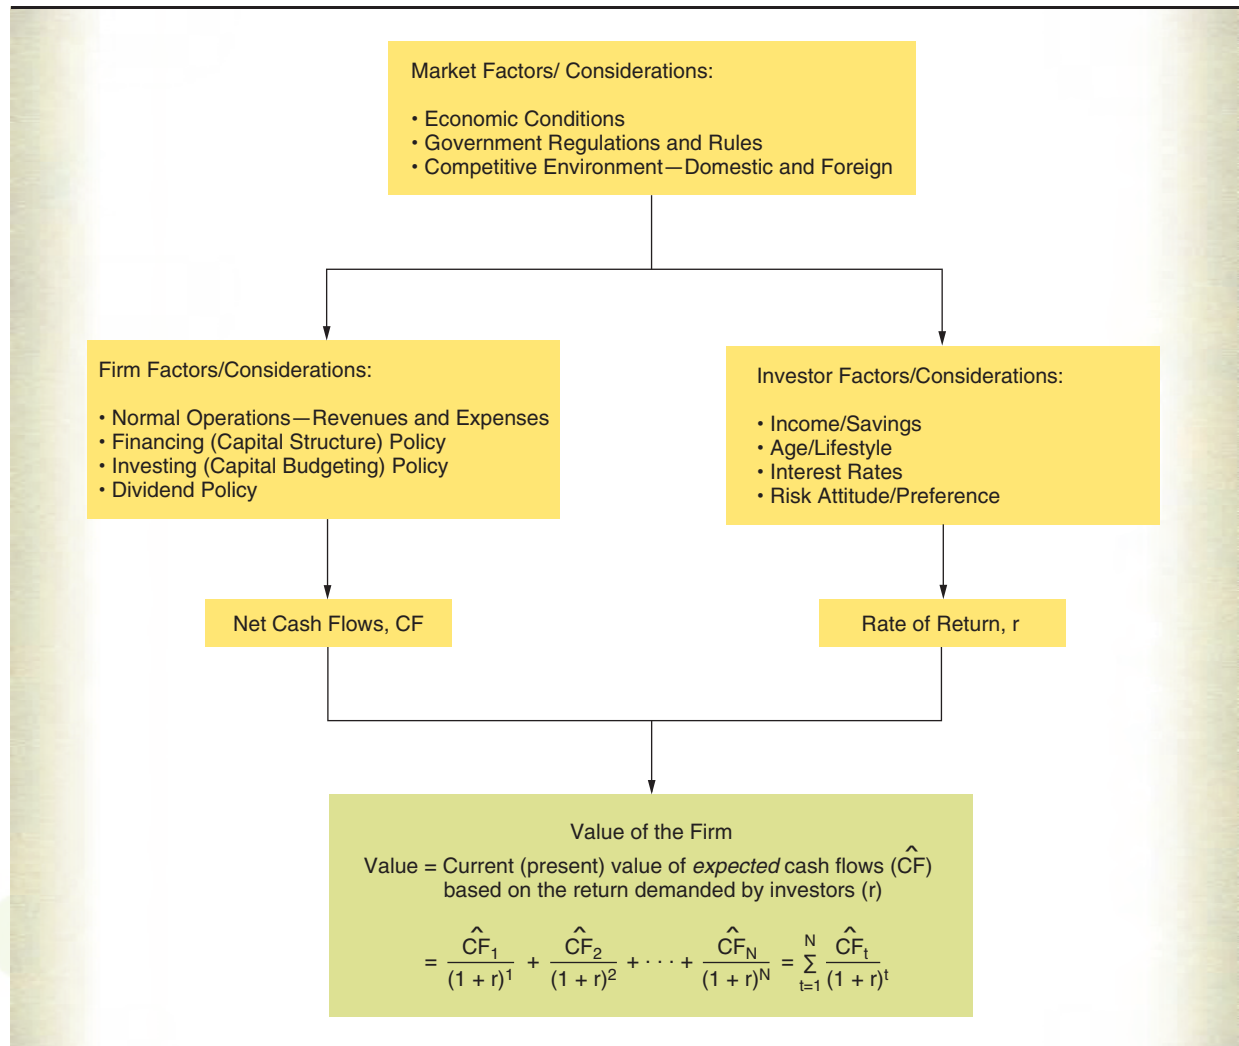 Market Factors/ Considerations:
• Economic Conditions
• Government Regulations and Rules
• Competitive Environment—Domestic and Foreign
Firm Factors/Considerations:
• Normal Operations—Revenues and Expenses
• Financing (Capital Structure) Policy
• Investing (Capital Budgeting) Policy
• Dividend Policy
Investor Factors/Considerations:
• Income/Savings
• Age/Lifestyle
• Interest Rates
• Risk Attitude/Preference
Net Cash Flows, CF
Rate of Return, r
Value of the Firm
Value = Current (present) value of expected cash flows (ĈF)
based on the return demanded by investors (r)
= ĈF₁/(1 + r)¹ + ĈF₂/(1 + r)² + · · · + ĈF_N/(1 + r)^N = Σ_{t=1}^{N} ĈF_t/(1 + r)^t